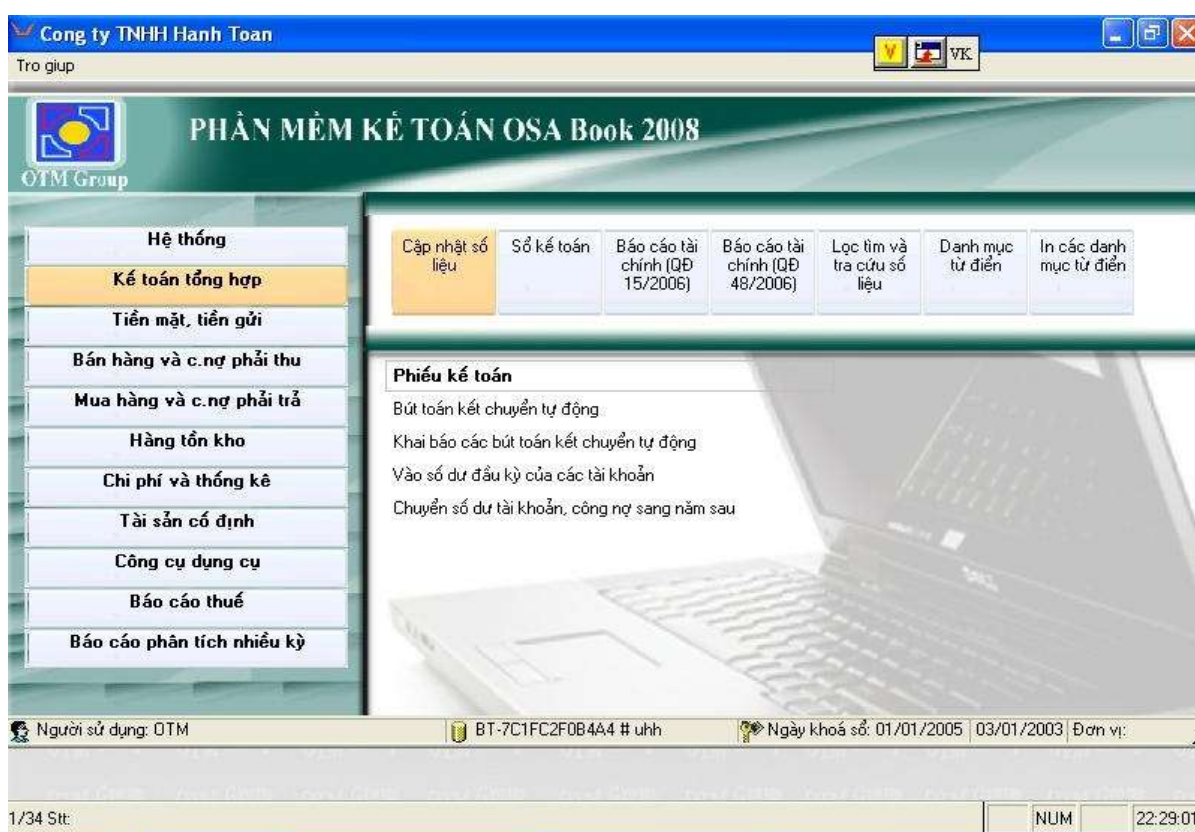 Cong ty TNHH Hanh Toan
V VK
Tro giup
PHẦN MỀM KẾ TOÁN OSA Book 2008
OTM Group
Hệ thống
Kế toán tổng hợp
Tiền mặt, tiền gửi
Bán hàng và c.nợ phải thu
Mua hàng và c.nợ phải trả
Hàng tồn kho
Chi phí và thống kê
Tài sản cố định
Công cụ dụng cụ
Báo cáo thuế
Báo cáo phân tích nhiều kỳ
Cập nhật số
liệu
Sổ kế toán
Báo cáo tài
chính (QĐ
15/2006)
Báo cáo tài
chính (QĐ
48/2006)
Lọc tìm và
tra cứu số
liệu
Danh mục
từ điển
In các danh
mục từ điển
Phiếu kế toán
Bút toán kết chuyển tự động
Khai báo các bút toán kết chuyển tự động
Vào số dư đầu kỳ của các tài khoản
Chuyển số dư tài khoản, công nợ sang năm sau
Người sử dụng: OTM
BT-7C1FC2F0B4A4 # uhh
Ngày khoá sổ: 01/01/2005
03/01/2003
Đơn vị:
1/34 Stt:
NUM
22:29:01